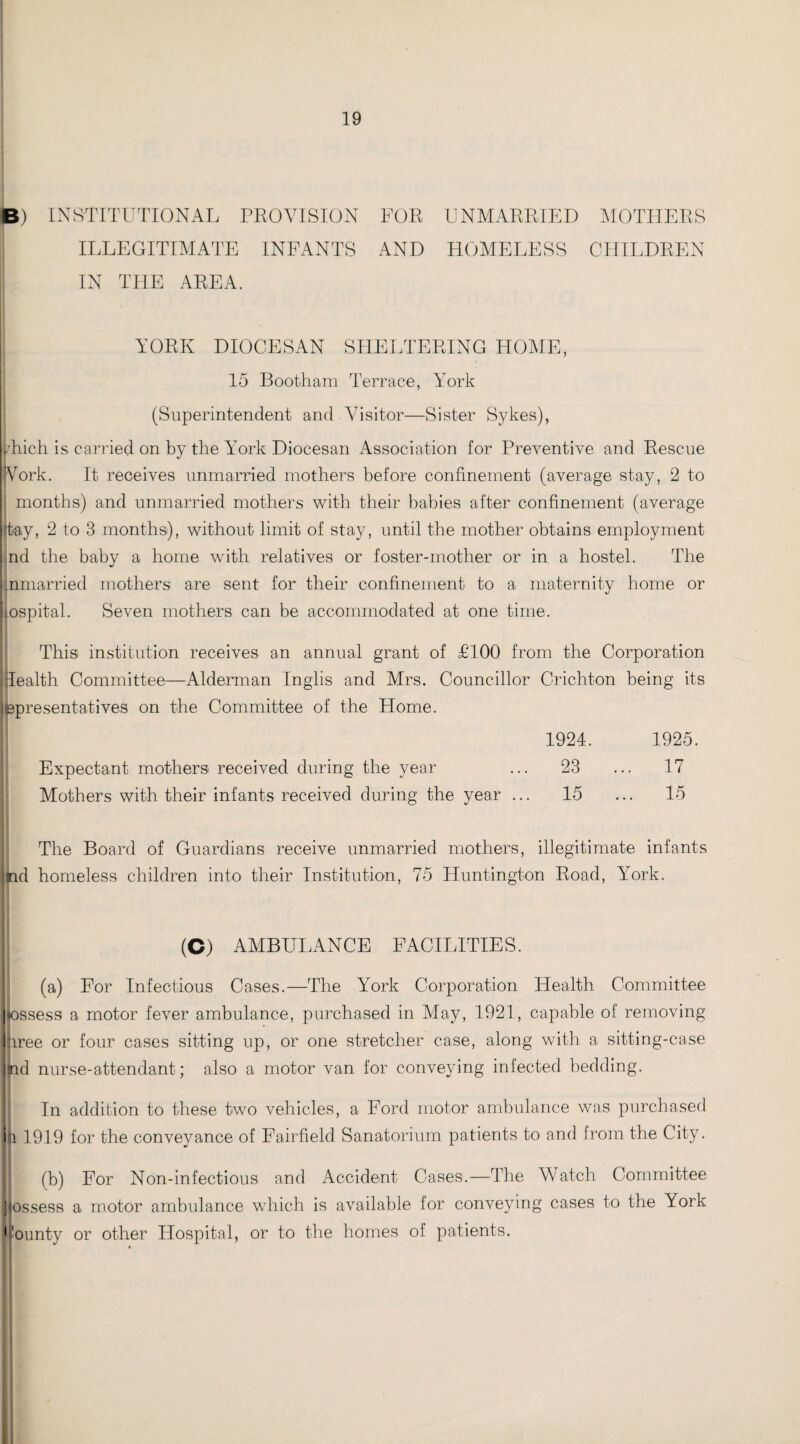 19
B) INSTITUTIONAL PROVISION FOR UNMARRIED MOTHERS
ILLEGITIMATE INFANTS AND HOMELESS CHILDREN
IN THE AREA.
YORK DIOCESAN SHELTERING HOME,
15 Bootham Terrace, York
(Superintendent and Visitor—Sister Sykes),
hich is carried on by the York Diocesan Association for Preventive and Rescue
Work. It receives unmarried mothers before confinement (average stay, 2 to
months) and unmarried mothers with their babies after confinement (average
tay, 2 to 3 months), without limit of stay, until the mother obtains employment
nd the baby a home with relatives or foster-mother or in a hostel. The
nmarried mothers are sent for their confinement to a maternity home or
ospital. Seven mothers can be accommodated at one time.
This institution receives an annual grant of £100 from the Corporation
Health Committee—Alderman Inglis and Mrs. Councillor Crichton being its
epresentatives on the Committee of the Home.
1924. 1925.
Expectant mothers received during the year ... 23 ... 17
Mothers with their infants received during the year ... 15 ... 15
The Board of Guardians receive unmarried mothers, illegitimate infants
nd homeless children into their Institution, 75 Huntington Road, York.
(C) AMBULANCE FACILITIES.
(a) For Infectious Cases.—The York Corporation Health Committee
ossess a motor fever ambulance, purchased in May, 1921, capable of removing
hree or four cases sitting up, or one stretcher case, along with a sitting-case
nd nurse-attendant; also a motor van for conveying infected bedding.
In addition to these two vehicles, a Ford motor ambulance was purchased
n 1919 for the conveyance of Fairfield Sanatorium patients to and from the City.
(b) For Non-infectious and Accident Cases.—The Watch Committee
ossess a motor ambulance which is available for conveying cases to the York
County or other Hospital, or to the homes of patients.